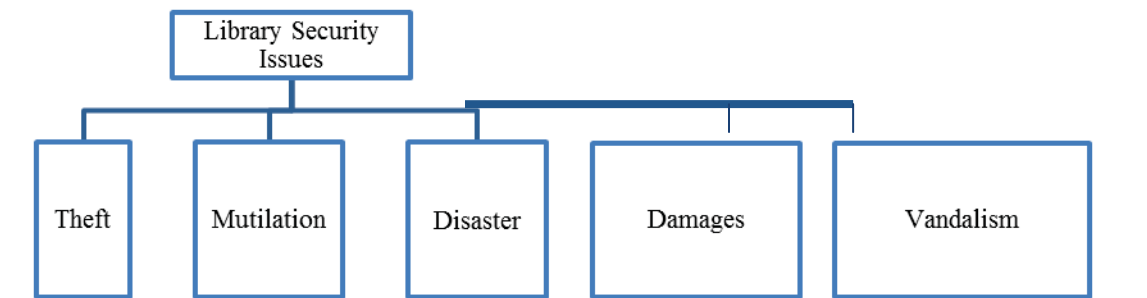 Library Security
Issues
Theft
Mutilation
Disaster
Damages
Vandalism